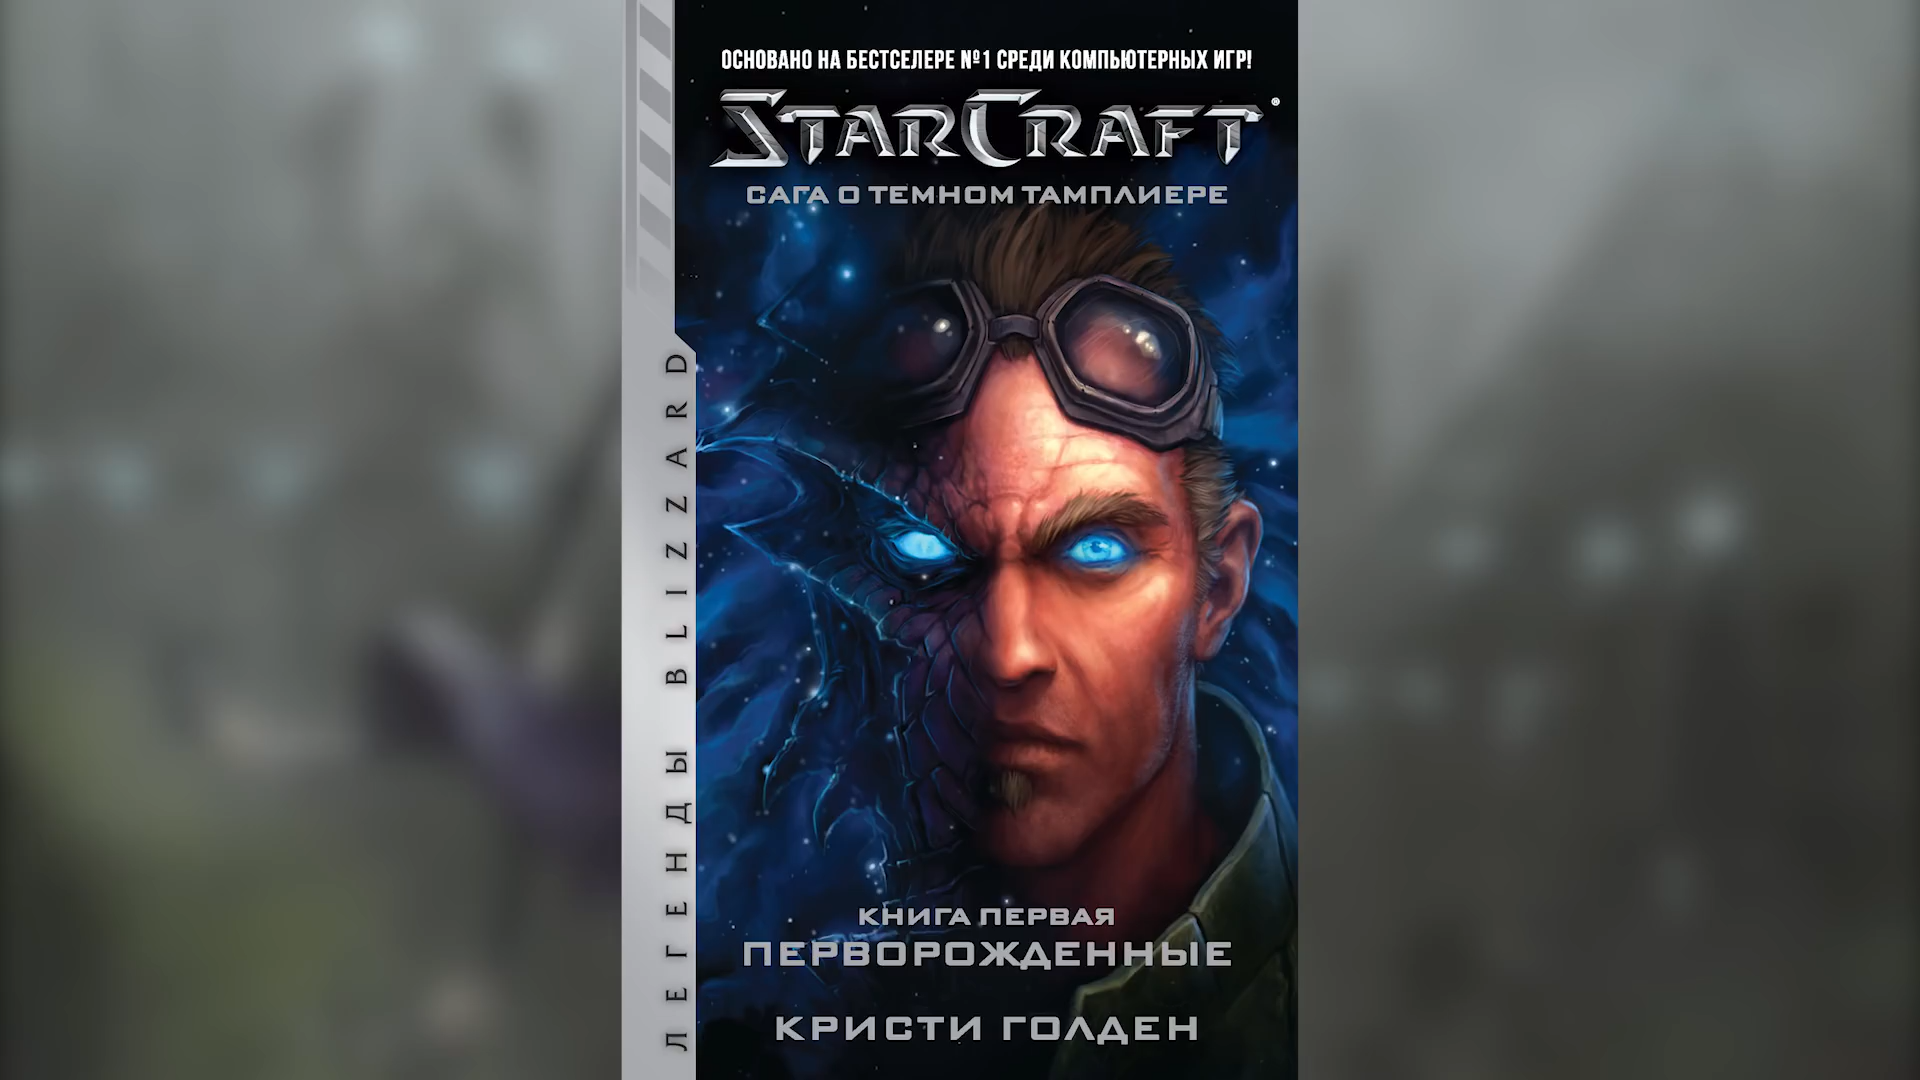 ОСНОВАНО НА БЕСТСЕЛЕРЕ №1 СРЕДИ КОМПЬЮТЕРНЫХ ИГР!
STARCRAFT®
САГА О ТЕМНОМ ТАМПЛИЕРЕ
ЛЕГЕНДЫ BLIZZARD
КНИГА ПЕРВАЯ
ПЕРВОРОЖДЕННЫЕ
КРИСТИ ГОЛДЕН